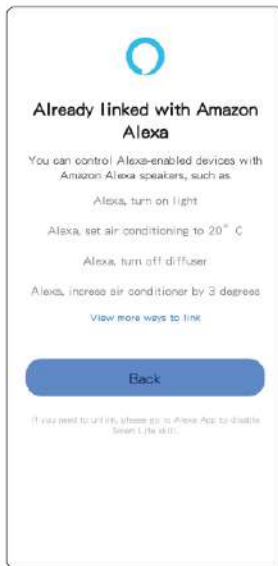 Already linked with Amazon
Alexa
You can control Alexa-enabled devices with
Amazon Alexa speakers, such as
Alexa, turn on light
Alexa, set air conditioning to 20° C
Alexa, turn off diffuser
Alexa, increse air conditioner by 3 degrees
View more ways to link
Back
If you need to unlink, please go to Alexa App to disable
Smart Life skill.